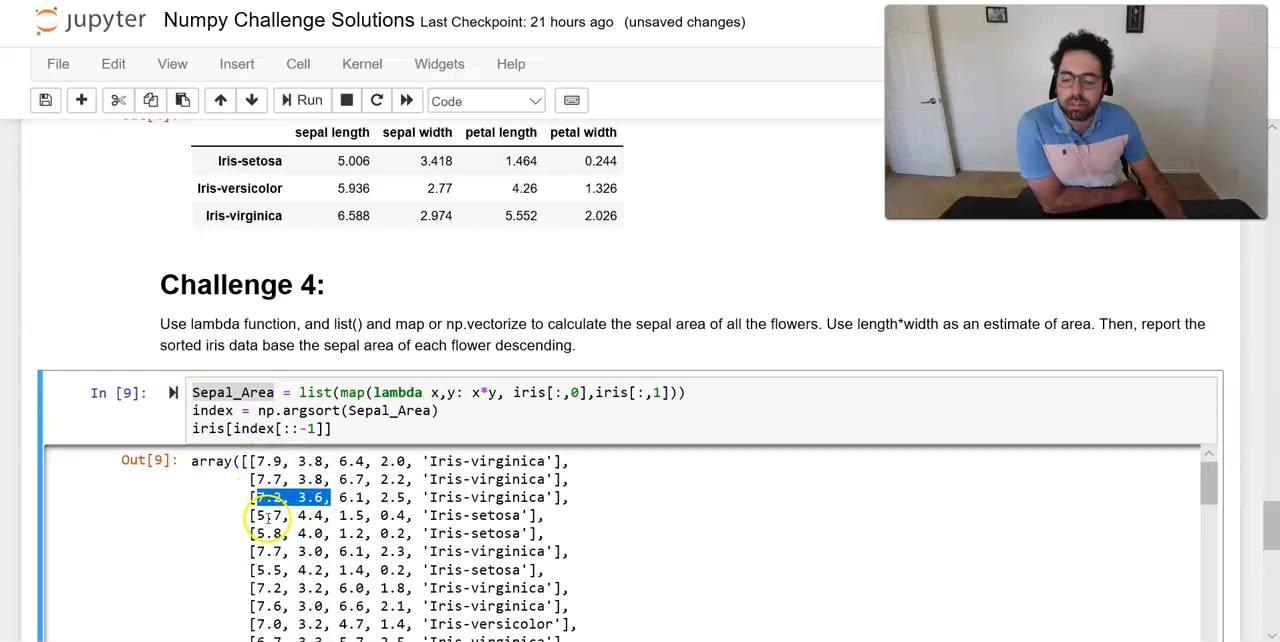 jupyter Numpy Challenge Solutions Last Checkpoint: 21 hours ago (unsaved changes)
File Edit View Insert Cell Kernel Widgets Help
Run Code
sepal length sepal width petal length petal width
Iris-setosa 5.006 3.418 1.464 0.244
Iris-versicolor 5.936 2.77 4.26 1.326
Iris-virginica 6.588 2.974 5.552 2.026
Challenge 4:
Use lambda function, and list() and map or np.vectorize to calculate the sepal area of all the flowers. Use length*width as an estimate of area. Then, report the
sorted iris data base the sepal area of each flower descending.
In [9]: Sepal_Area = list(map(lambda x,y: x*y, iris[:,0],iris[:,1]))
index = np.argsort(Sepal_Area)
iris[index[::-1]]
Out[9]: array([[7.9, 3.8, 6.4, 2.0, 'Iris-virginica'],
[7.7, 3.8, 6.7, 2.2, 'Iris-virginica'],
[7.2, 3.6, 6.1, 2.5, 'Iris-virginica'],
[5.7, 4.4, 1.5, 0.4, 'Iris-setosa'],
[5.8, 4.0, 1.2, 0.2, 'Iris-setosa'],
[7.7, 3.0, 6.1, 2.3, 'Iris-virginica'],
[5.5, 4.2, 1.4, 0.2, 'Iris-setosa'],
[7.2, 3.2, 6.0, 1.8, 'Iris-virginica'],
[7.6, 3.0, 6.6, 2.1, 'Iris-virginica'],
[7.0, 3.2, 4.7, 1.4, 'Iris-versicolor'],
[6.7, 3.3, 5.7, 2.5, 'Iris-virginica'],